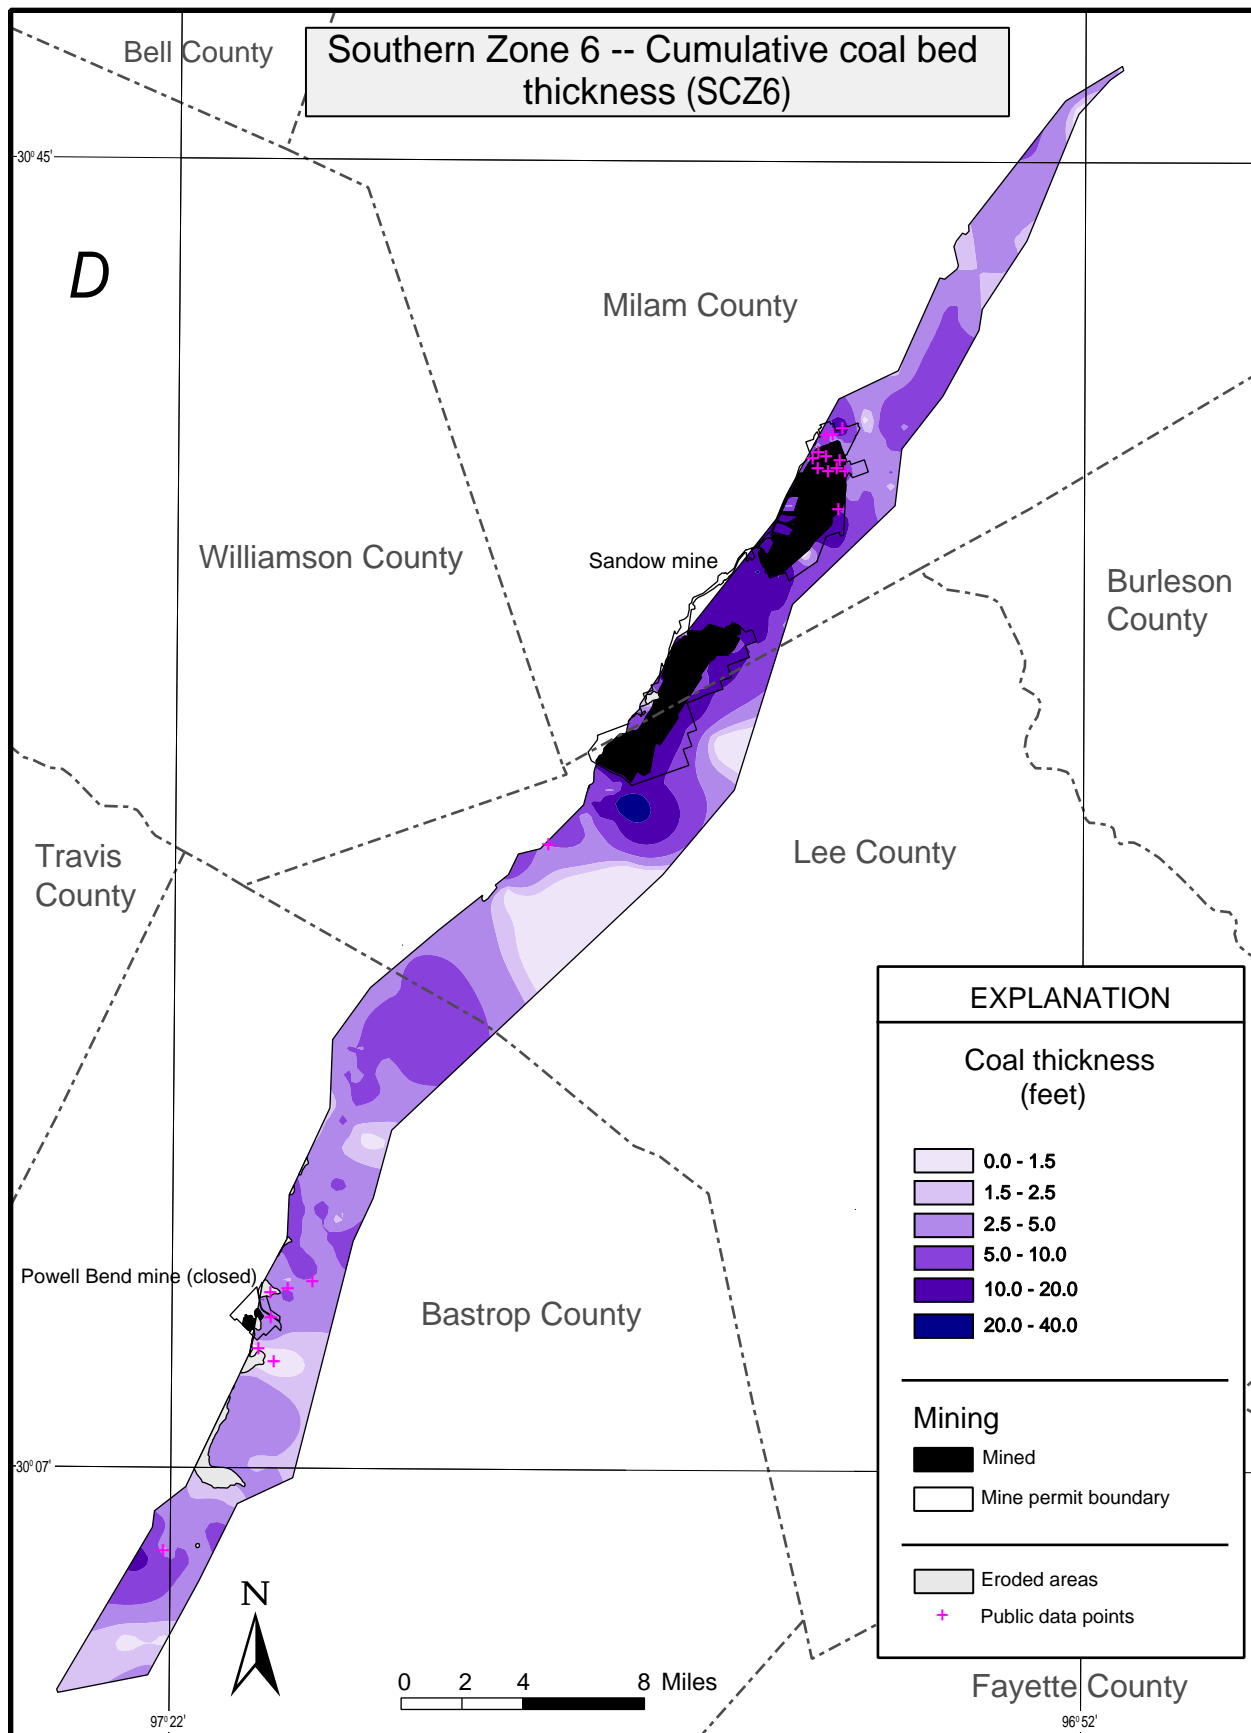 Southern Zone 6 -- Cumulative coal bed
thickness (SCZ6)
Bell County
30°45'
D
Milam County
Williamson County
Sandow mine
Burleson
County
Travis
County
Lee County
Powell Bend mine (closed)
Bastrop County
30°07'
EXPLANATION
Coal thickness
(feet)
0.0 - 1.5
1.5 - 2.5
2.5 - 5.0
5.0 - 10.0
10.0 - 20.0
20.0 - 40.0
Mining
Mined
Mine permit boundary
Eroded areas
Public data points
N
0 2 4 8 Miles
Fayette County
97°22'
96°52'